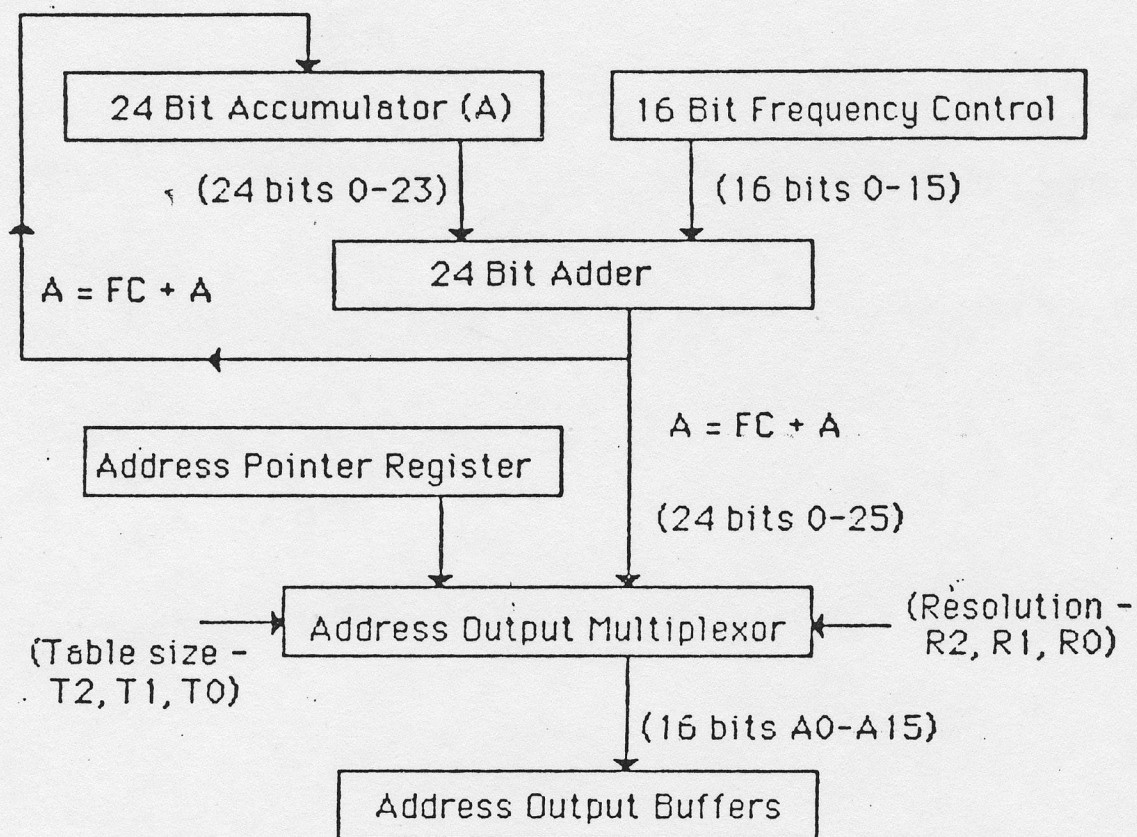 24 Bit Accumulator (A)
16 Bit Frequency Control
(24 bits 0-23)
(16 bits 0-15)
24 Bit Adder
A = FC + A
A = FC + A
Address Pointer Register
(24 bits 0-25)
Address Output Multiplexor
(Resolution -
R2, R1, R0)
(Table size -
T2, T1, T0)
(16 bits A0-A15)
Address Output Buffers